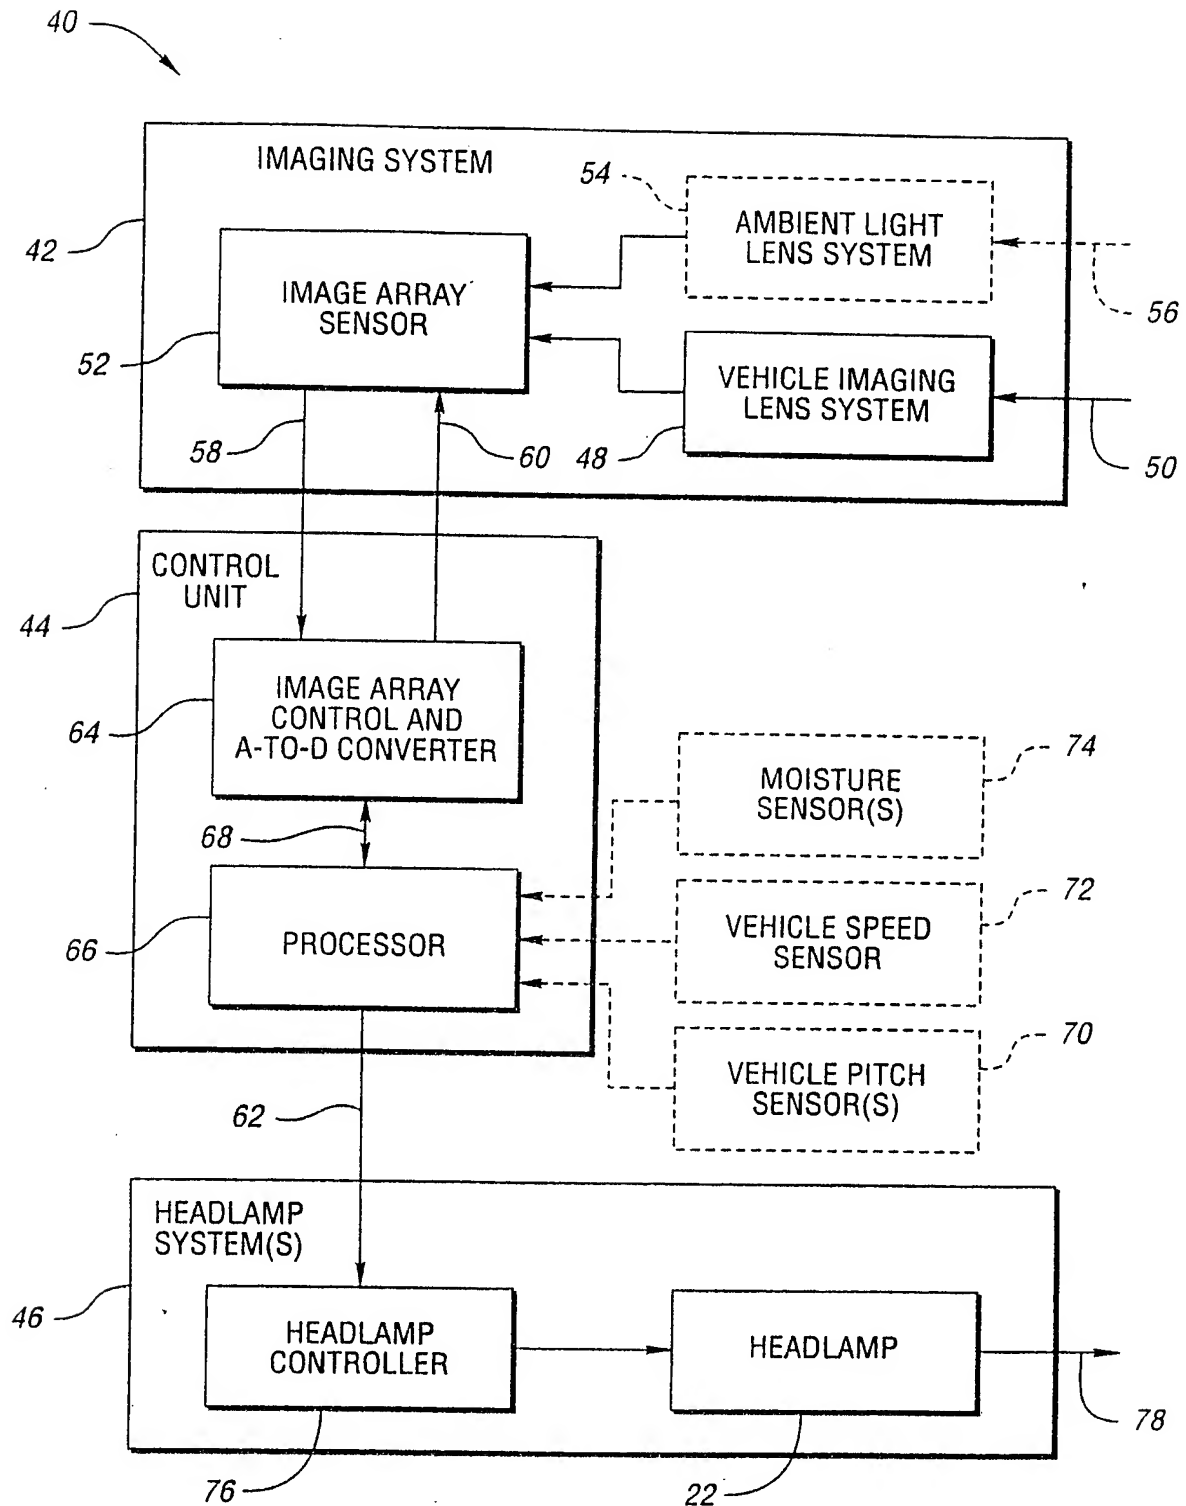 40
IMAGING SYSTEM
54
AMBIENT LIGHT
LENS SYSTEM
42
IMAGE ARRAY
SENSOR
56
52
VEHICLE IMAGING
LENS SYSTEM
58
60
48
50
CONTROL
UNIT
44
IMAGE ARRAY
CONTROL AND
A-TO-D CONVERTER
64
74
MOISTURE
SENSOR(S)
68
72
VEHICLE SPEED
SENSOR
66
PROCESSOR
70
VEHICLE PITCH
SENSOR(S)
62
HEADLAMP
SYSTEM(S)
46
HEADLAMP
CONTROLLER
HEADLAMP
78
76
22